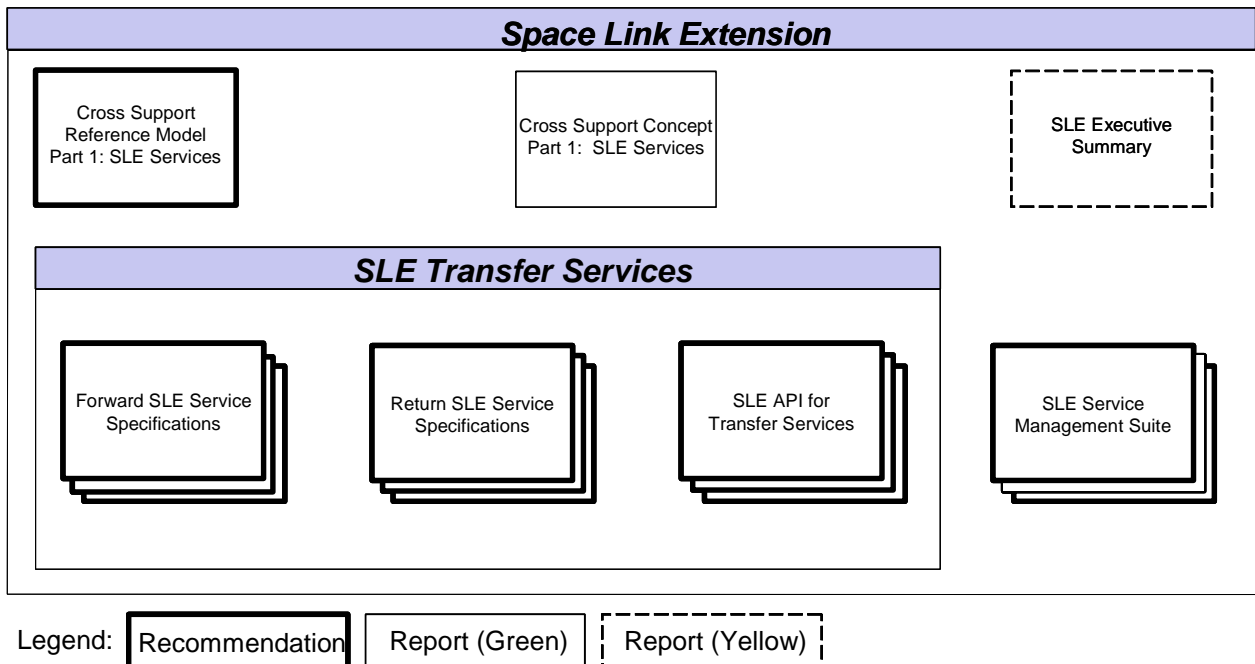 Space Link Extension
Cross Support
Reference Model
Part 1: SLE Services
Cross Support Concept
Part 1:  SLE Services
SLE Executive
Summary
SLE Transfer Services
Forward SLE Service
Specifications
Return SLE Service
Specifications
SLE API for
Transfer Services
SLE Service
Management Suite
Legend:
Recommendation
Report (Green)
Report (Yellow)